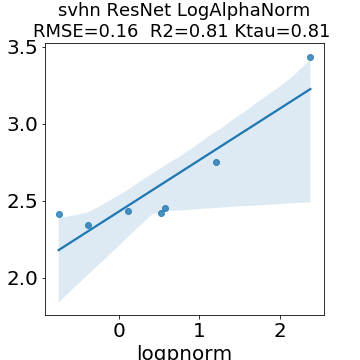 svhn ResNet LogAlphaNorm
RMSE=0.16 R2=0.81 Ktau=0.81
3.5
3.0
2.5
2.0
0 1 2
logpnorm